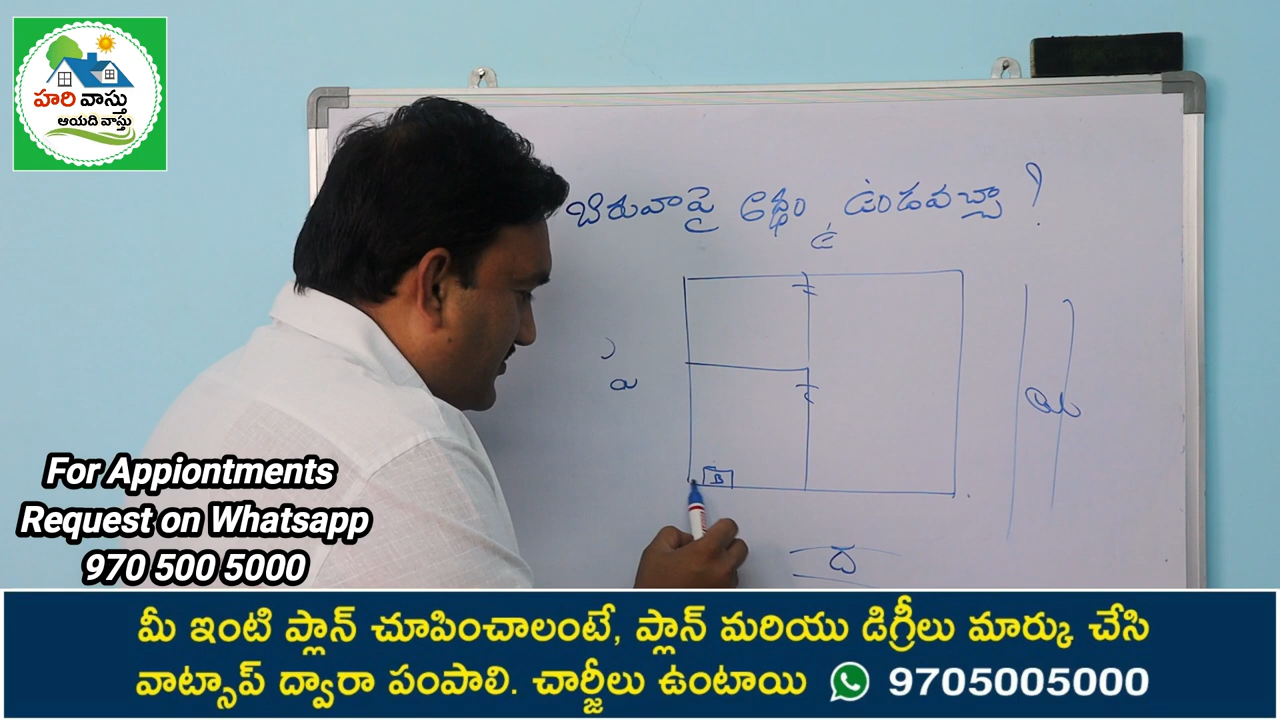 హరి వాస్తు
ఆయది వాస్తు
బీరువాపై అద్దం ఉండవచ్చా ?
ఉ
B
ద
For Appiontments
Request on Whatsapp
970 500 5000
మీ ఇంటి ప్లాన్ చూపించాలంటే, ప్లాన్ మరియు డిగ్రీలు మార్కు చేసి
వాట్సాప్ ద్వారా పంపాలి. చార్జీలు ఉంటాయి 9705005000